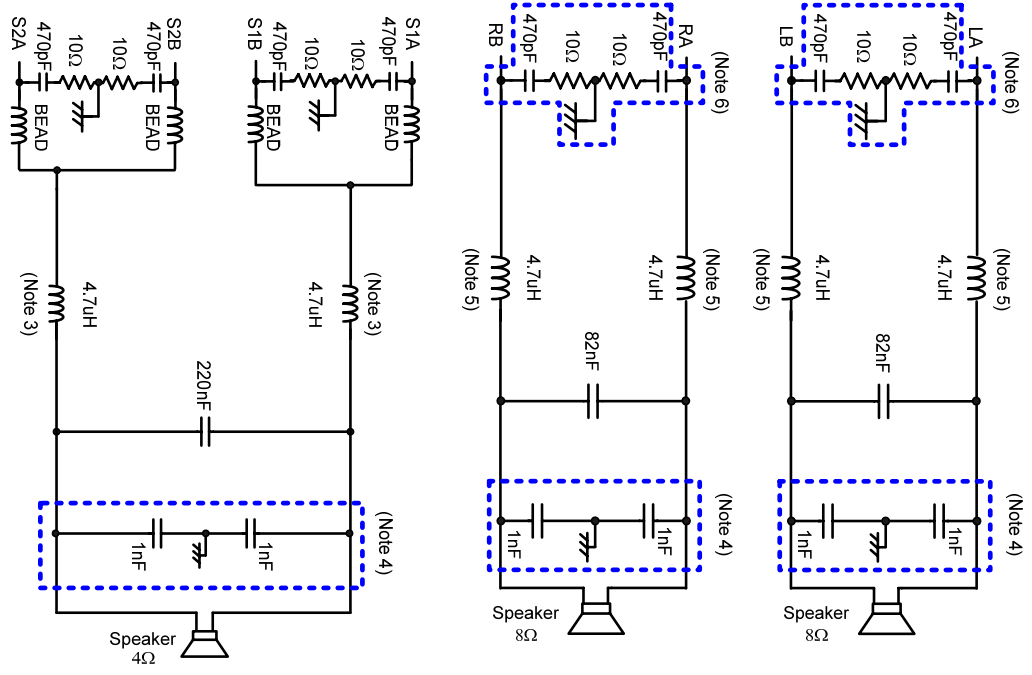 S2A
470pF
10Ω
10Ω
470pF
S2B
BEAD
BEAD
S1B
470pF
10Ω
10Ω
470pF
S1A
BEAD
BEAD
(Note 3)
4.7uH
4.7uH
(Note 3)
220nF
1nF
1nF
(Note 4)
Speaker
4Ω
RB
470pF
10Ω
10Ω
470pF
RA
(Note 6)
(Note 5)
4.7uH
4.7uH
(Note 5)
82nF
1nF
1nF
(Note 4)
Speaker
8Ω
LB
470pF
10Ω
10Ω
470pF
LA
(Note 6)
(Note 5)
4.7uH
4.7uH
(Note 5)
82nF
1nF
1nF
(Note 4)
Speaker
8Ω